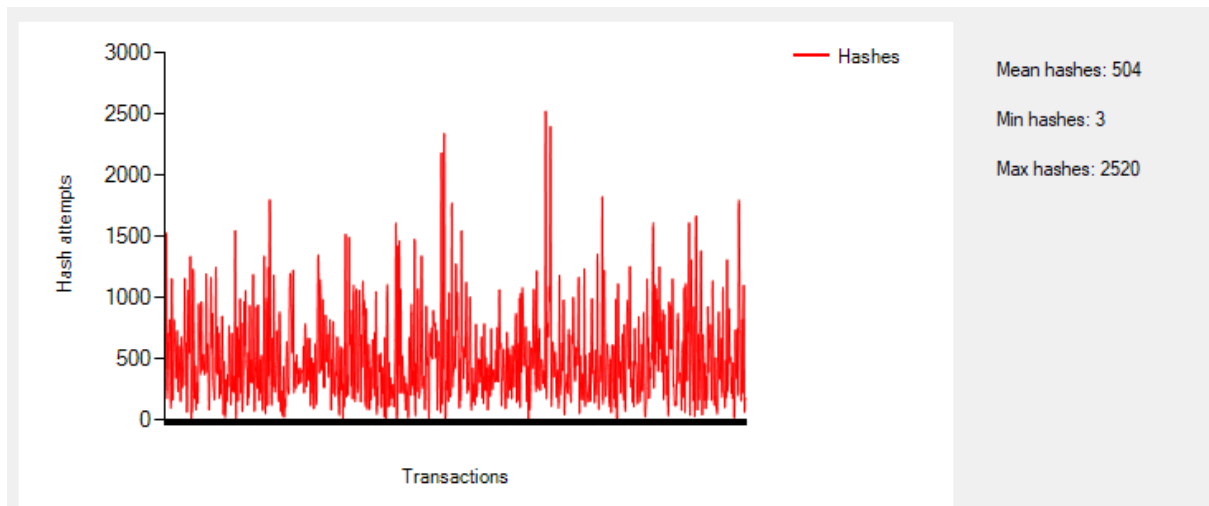 3000
2500
2000
1500
1000
500
0
Hash attempts
Transactions
Hashes
Mean hashes: 504
Min hashes: 3
Max hashes: 2520